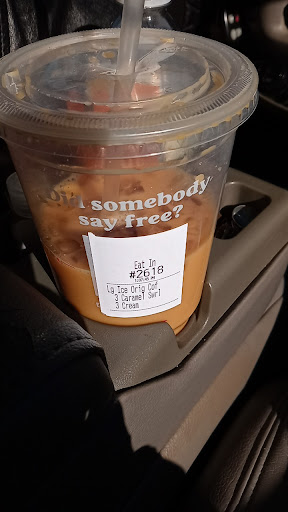 somebody
say free?
Eat In
#2618
Lg Ice Orig Cof
3 Caramel Swrl
3 Cream